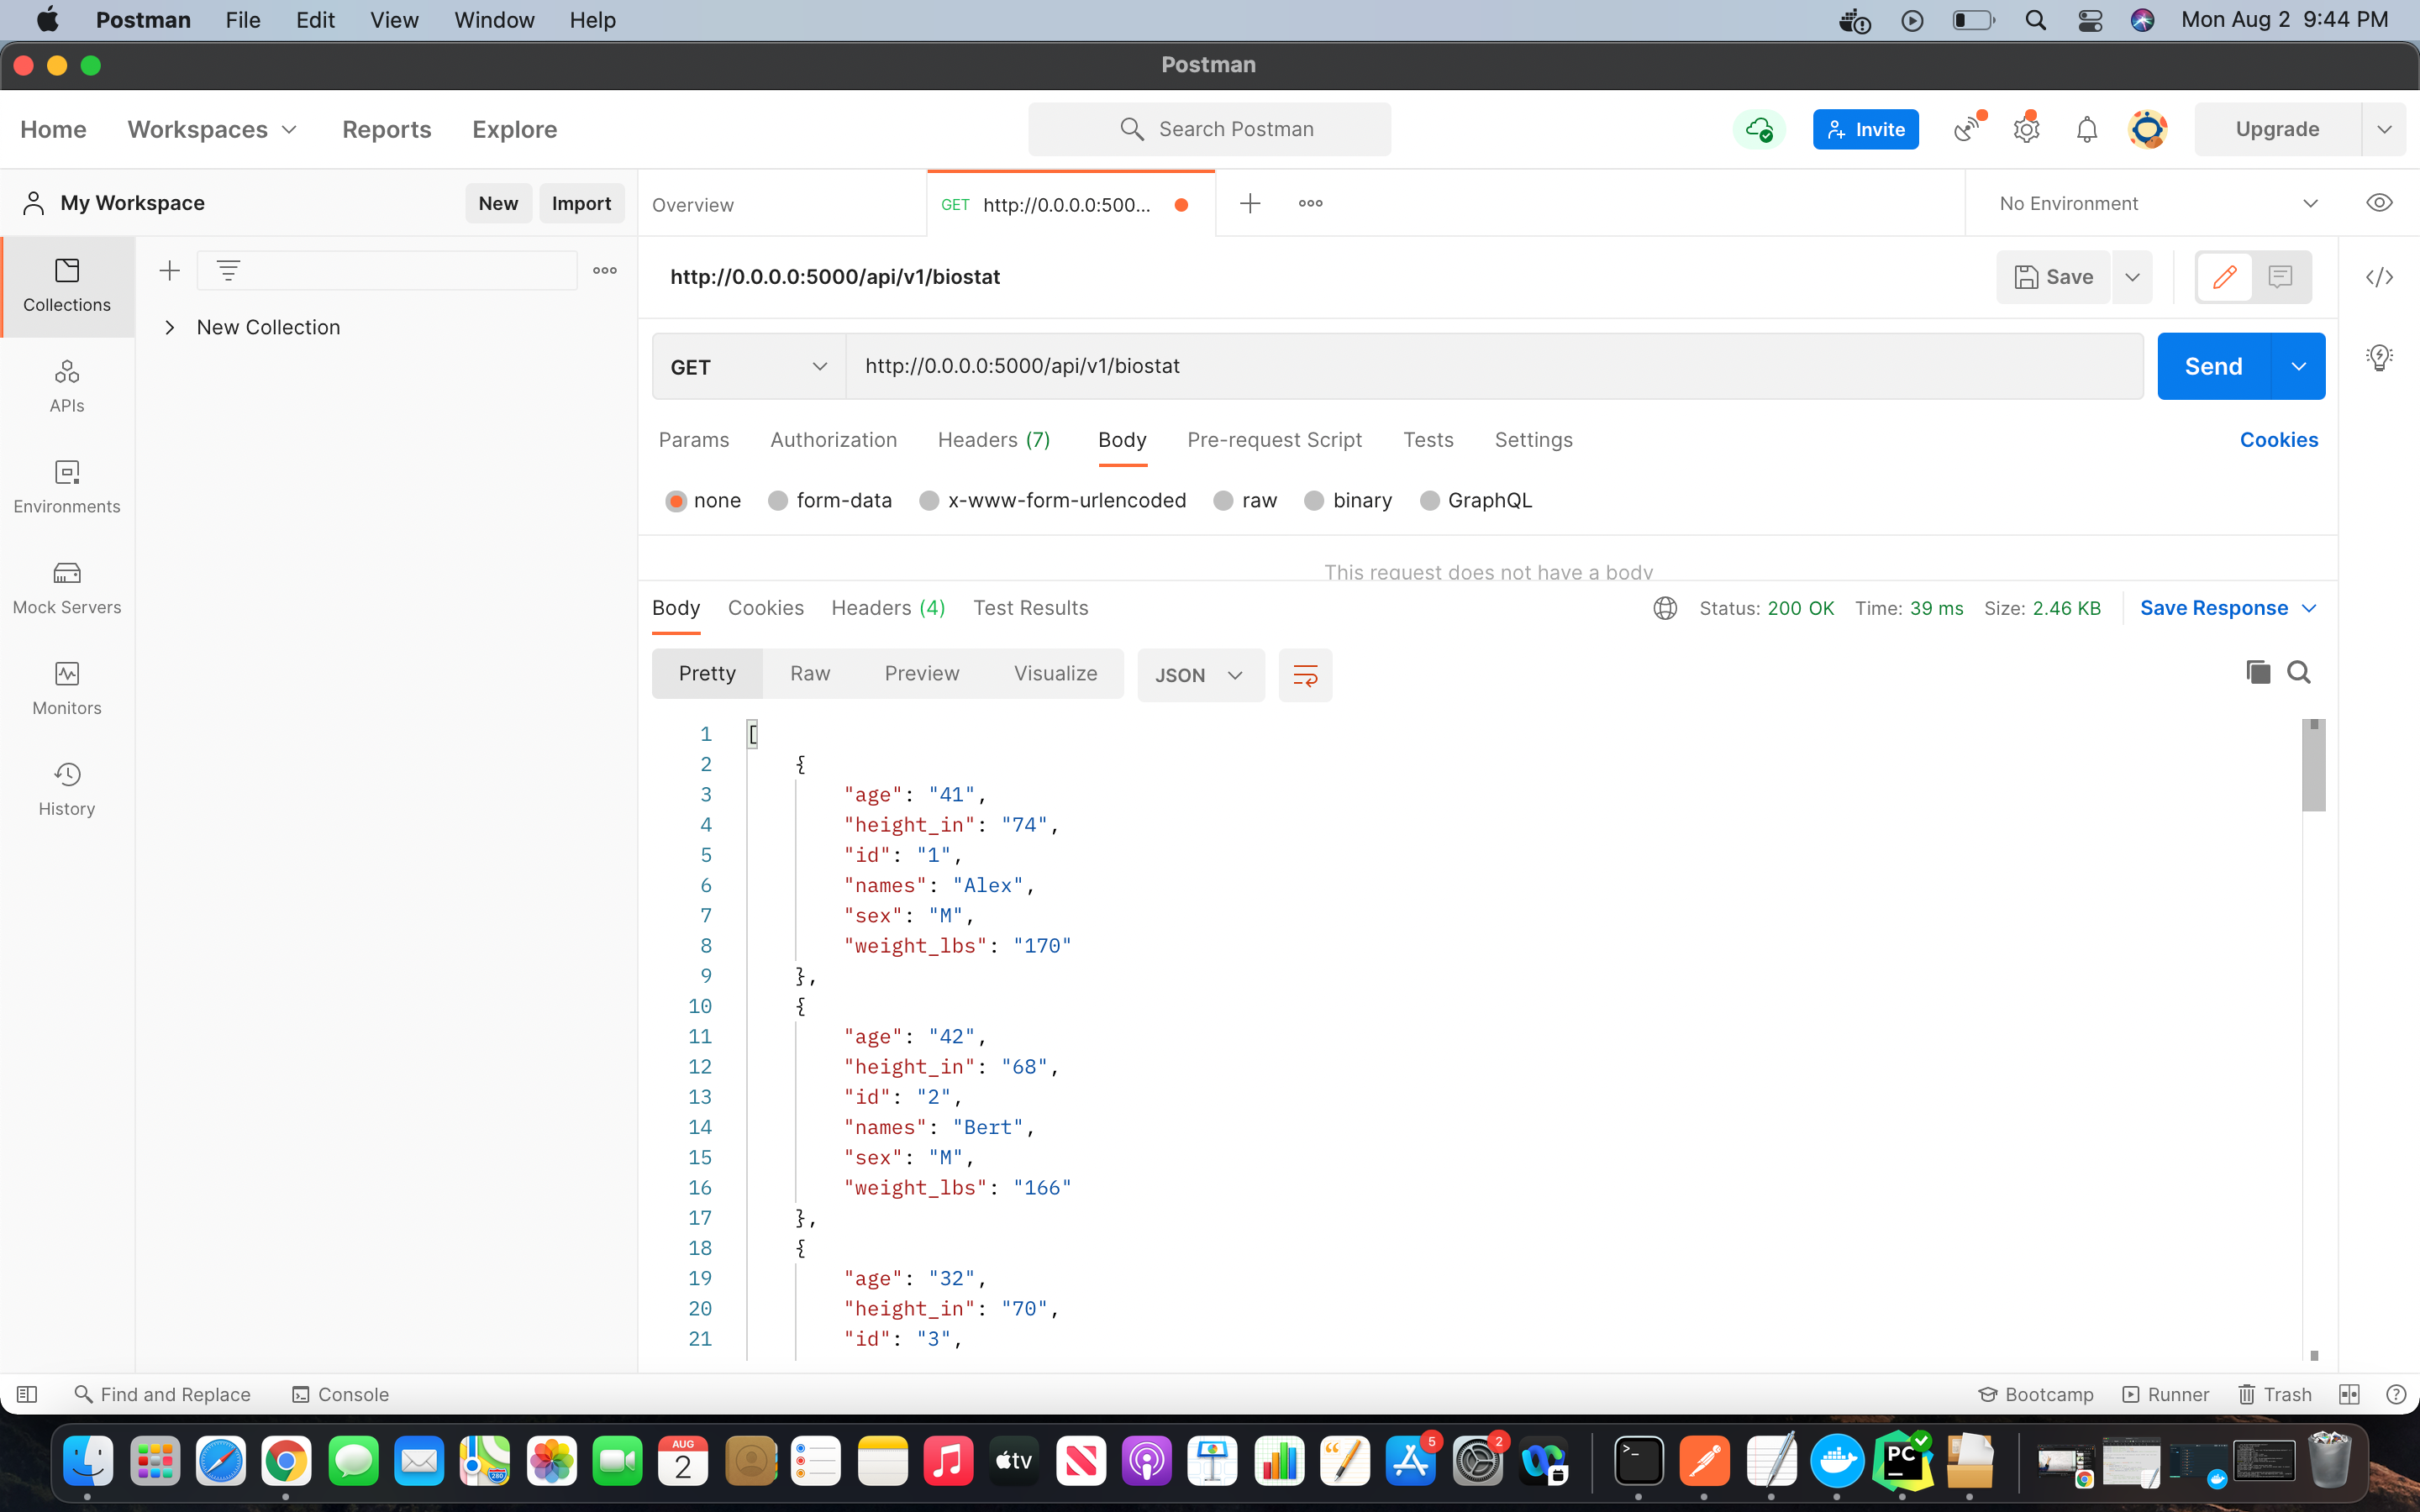 Postman File Edit View Window Help Mon Aug 2 9:44 PM
Postman
Home Workspaces Reports Explore Search Postman Invite Upgrade
My Workspace New Import Overview GET http://0.0.0.0:500... No Environment
Collections
New Collection
APIs
Environments
Mock Servers
Monitors
History
http://0.0.0.0:5000/api/v1/biostat Save
GET http://0.0.0.0:5000/api/v1/biostat Send
Params Authorization Headers (7) Body Pre-request Script Tests Settings Cookies
none form-data x-www-form-urlencoded raw binary GraphQL
This request does not have a body
Body Cookies Headers (4) Test Results Status: 200 OK Time: 39 ms Size: 2.46 KB Save Response
Pretty Raw Preview Visualize JSON
1 [
2 {
3 "age": "41",
4 "height_in": "74",
5 "id": "1",
6 "names": "Alex",
7 "sex": "M",
8 "weight_lbs": "170"
9 },
10 {
11 "age": "42",
12 "height_in": "68",
13 "id": "2",
14 "names": "Bert",
15 "sex": "M",
16 "weight_lbs": "166"
17 },
18 {
19 "age": "32",
20 "height_in": "70",
21 "id": "3",
Find and Replace Console Bootcamp Runner Trash
AUG 2 280 tv 5 2 PC